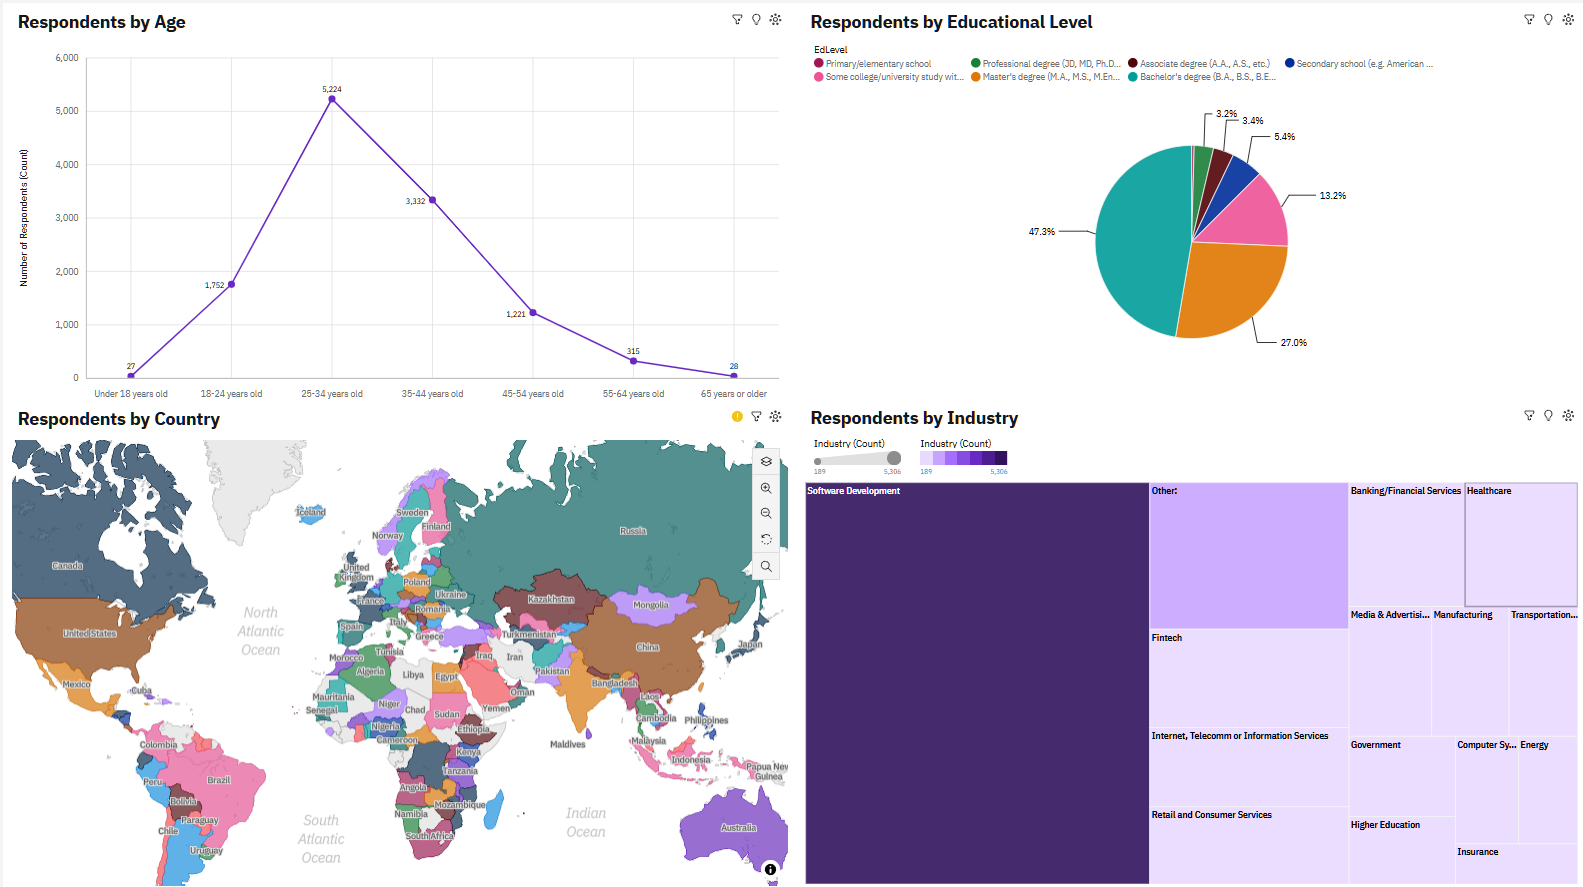 Respondents by Age
6,000
5,000
4,000
3,000
2,000
1,000
0
Number of Respondents (Count)
27
1,752
5,224
3,332
1,221
315
28
Under 18 years old
18-24 years old
25-34 years old
35-44 years old
45-54 years old
55-64 years old
65 years or older
Respondents by Educational Level
EdLevel
Primary/elementary school
Professional degree (JD, MD, Ph.D...
Associate degree (A.A., A.S., etc.)
Secondary school (e.g. American ...
Some college/university study wit...
Master's degree (M.A., M.S., M.En...
Bachelor's degree (B.A., B.S., B.E...
3.2%
3.4%
5.4%
13.2%
47.3%
27.0%
Respondents by Country
Iceland
Sweden
Finland
Norway
Russia
Canada
United
Kingdom
Poland
Ukraine
Kazakhstan
France
Mongolia
Romania
North
Atlantic
Ocean
United States
Spain
Italy
Greece
Turkmenistan
Japan
China
Morocco
Tunisia
Iraq
Iran
Algeria
Libya
Egypt
Pakistan
Mexico
Cuba
Bangladesh
Mauritania
Oman
Laos
Niger
Chad
Sudan
Yemen
Senegal
Cambodia
Philippines
Nigeria
Ethiopia
Cameroon
Maldives
Malaysia
Colombia
Kenya
Indonesia
Papua New
Guinea
Tanzania
Peru
Brazil
Angola
Bolivia
Mozambique
Namibia
Paraguay
South
Atlantic
Ocean
Indian
Ocean
Chile
South Africa
Australia
Uruguay
Respondents by Industry
Industry (Count)
189
5,306
Industry (Count)
189
5,306
Software Development
Other:
Banking/Financial Services
Healthcare
Media & Advertisi...
Manufacturing
Transportation...
Fintech
Internet, Telecomm or Information Services
Government
Computer Sy...
Energy
Retail and Consumer Services
Higher Education
Insurance